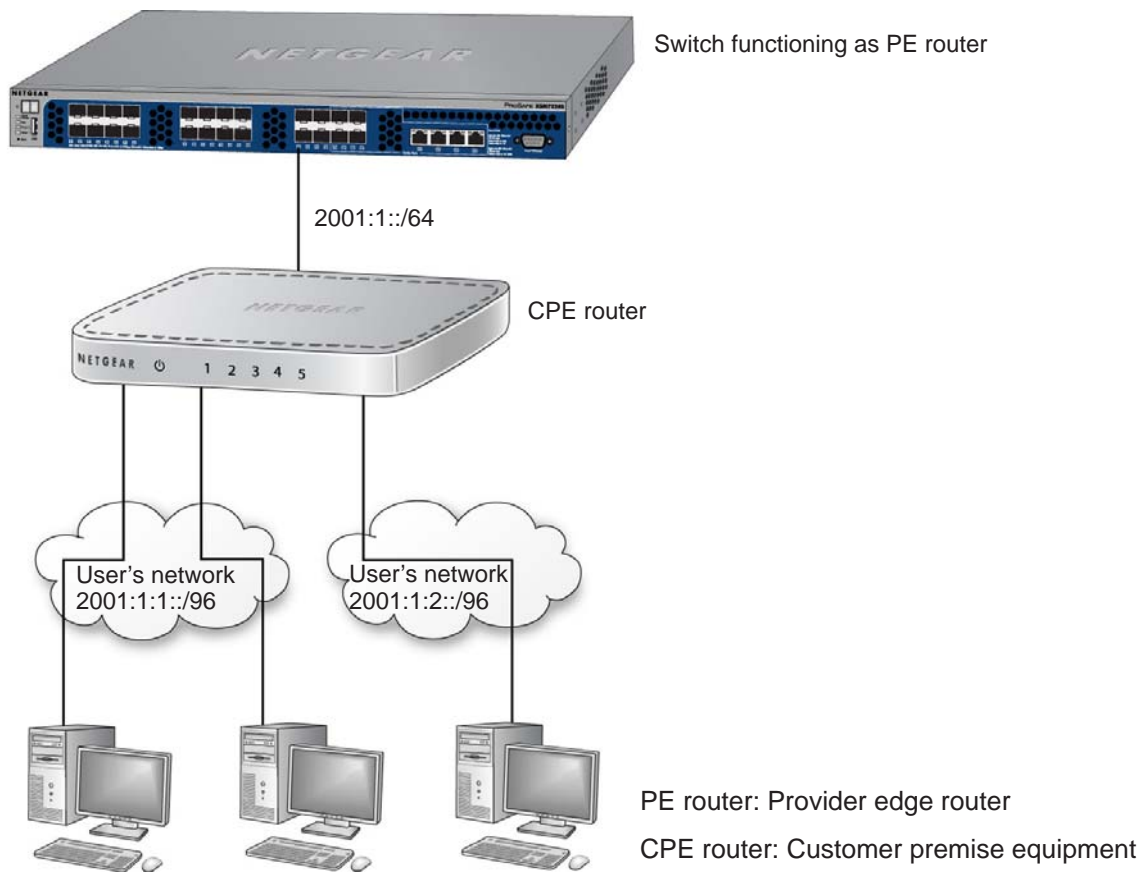 NETGEAR
Switch functioning as PE router
NETGEAR
2001:1::/64
NETGEAR
CPE router
NETGEAR 1 2 3 4 5
User's network
2001:1:1::/96
User's network
2001:1:2::/96
PE router: Provider edge router
CPE router: Customer premise equipment